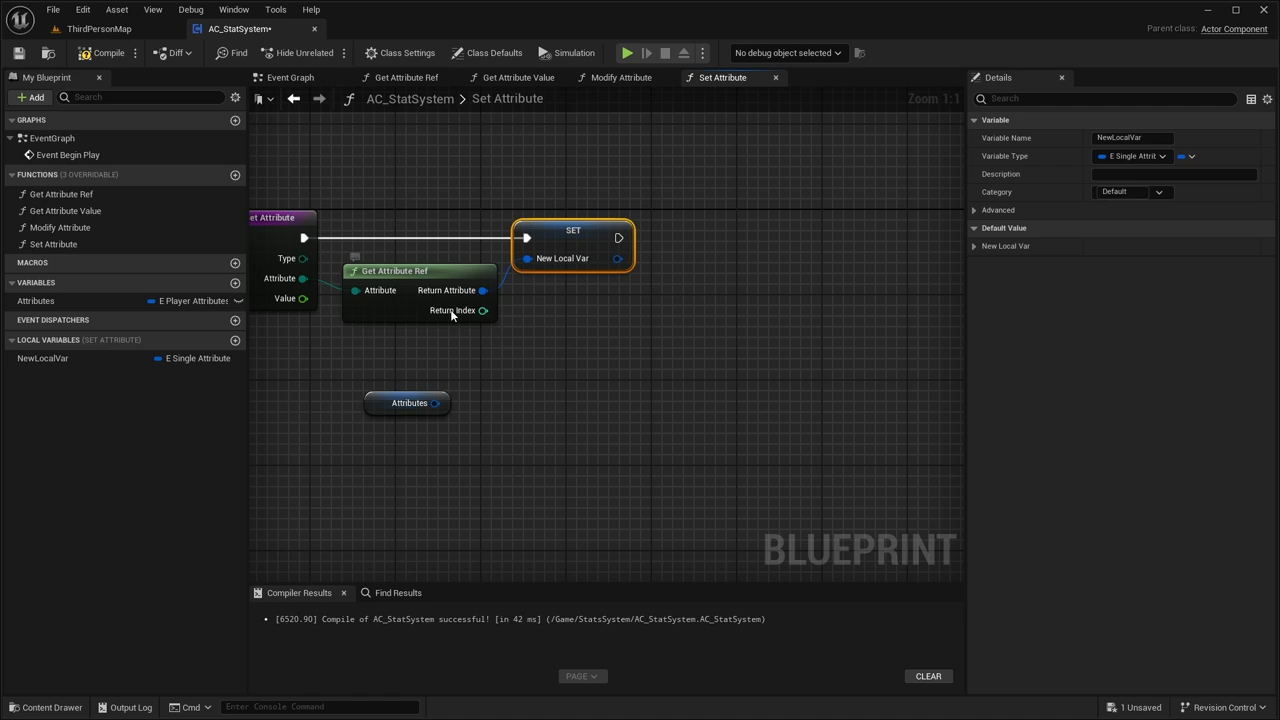 File Edit Asset View Debug Window Tools Help
ThirdPersonMap
AC_StatSystem•
Parent class: Actor Component
Compile Diff Find Hide Unrelated Class Settings Class Defaults Simulation No debug object selected
My Blueprint
Add Search
GRAPHS
EventGraph
Event Begin Play
FUNCTIONS (3 OVERRIDABLE)
Get Attribute Ref
Get Attribute Value
Modify Attribute
Set Attribute
MACROS
VARIABLES
Attributes E Player Attributes
EVENT DISPATCHERS
LOCAL VARIABLES (SET ATTRIBUTE)
NewLocalVar E Single Attribute
Event Graph Get Attribute Ref Get Attribute Value Modify Attribute Set Attribute
AC_StatSystem > Set Attribute
Zoom 1:1
et Attribute
Type
Attribute
Value
Get Attribute Ref
Attribute Return Attribute
Return Index
SET
New Local Var
Attributes
BLUEPRINT
Compiler Results Find Results
[6520.90] Compile of AC_StatSystem successful! [in 42 ms] (/Game/StatsSystem/AC_StatSystem.AC_StatSystem)
PAGE
CLEAR
Details
Search
Variable
Variable Name NewLocalVar
Variable Type E Single Attrit
Description
Category Default
Advanced
Default Value
New Local Var
Content Drawer Output Log Cmd Enter Console Command 1 Unsaved Revision Control